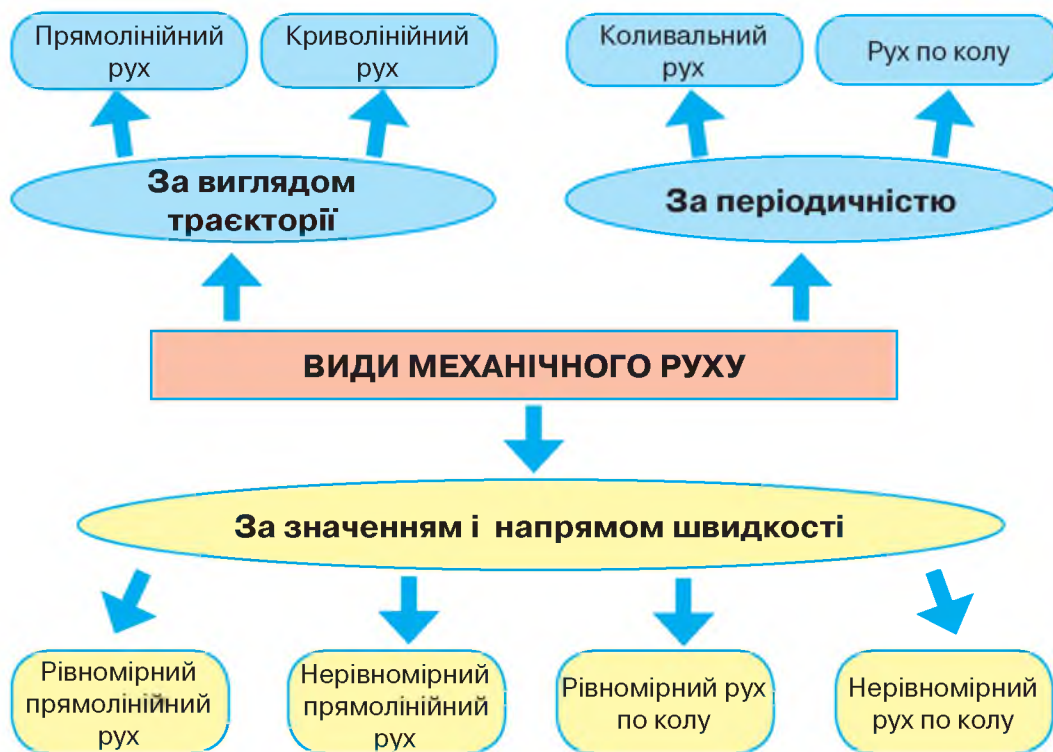 Прямолінійний
рух
Криволінійний
рух
Коливальний
рух
Рух по колу
За виглядом
траєкторії
За періодичністю
ВИДИ МЕХАНІЧНОГО РУХУ
За значенням і напрямом швидкості
Рівномірний
прямолінійний
рух
Нерівномірний
прямолінійний
рух
Рівномірний рух
по колу
Нерівномірний
рух по колу